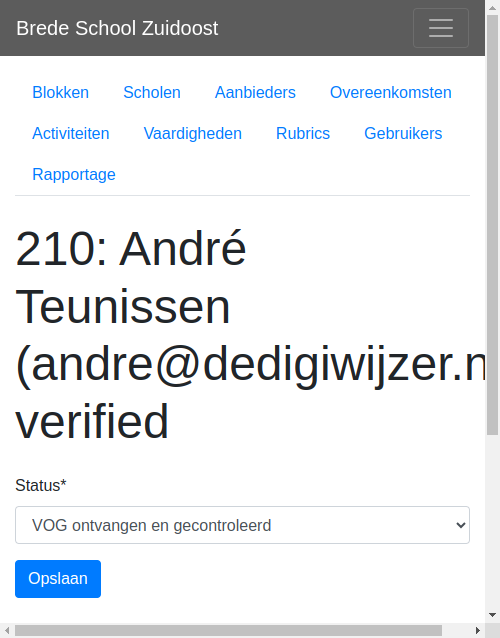 Brede School Zuidoost
Blokken Scholen Aanbieders Overeenkomsten
Activiteiten Vaardigheden Rubrics Gebruikers
Rapportage
210: André
Teunissen
(andre@dedigiwijzer.n
verified
Status*
VOG ontvangen en gecontroleerd
Opslaan